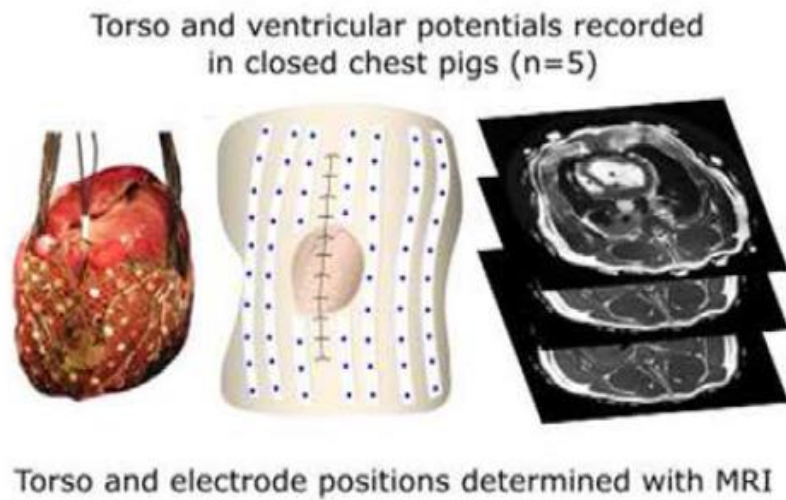 Torso and ventricular potentials recorded
in closed chest pigs (n=5)
Torso and electrode positions determined with MRI